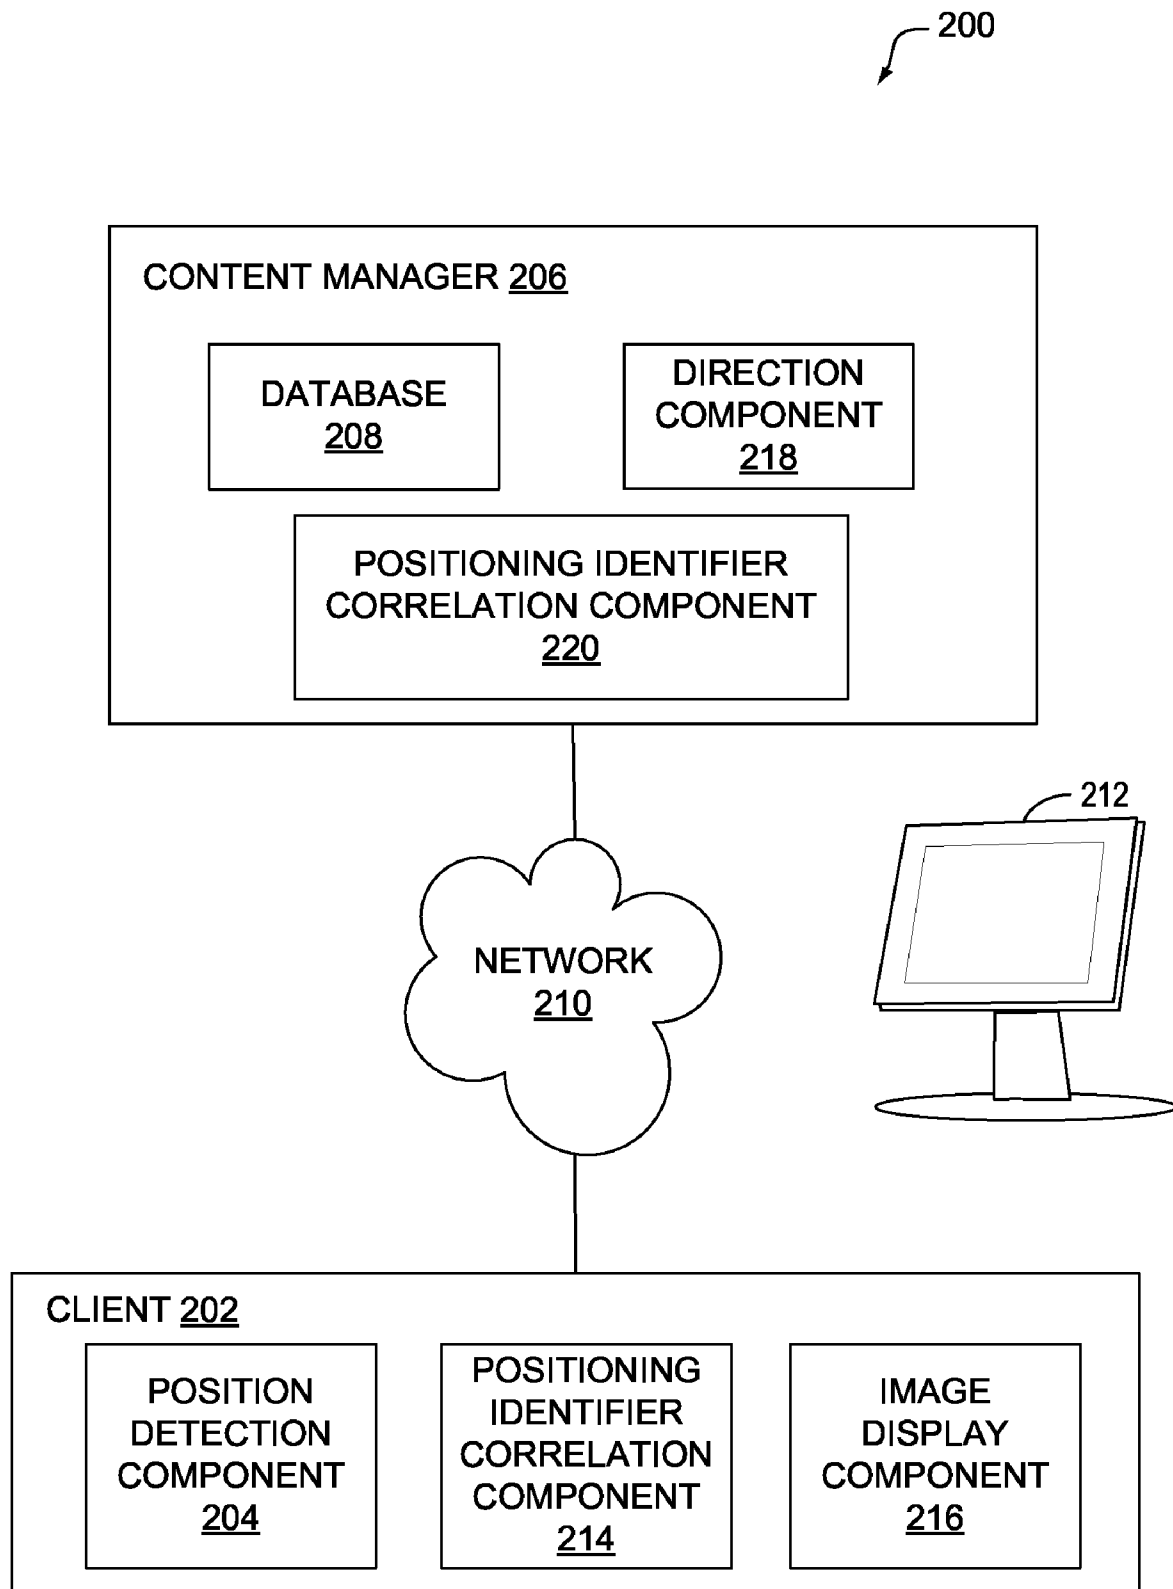 200
CONTENT MANAGER 206
DATABASE
208
DIRECTION
COMPONENT
218
POSITIONING IDENTIFIER
CORRELATION COMPONENT
220
212
NETWORK
210
CLIENT 202
POSITION
DETECTION
COMPONENT
204
POSITIONING
IDENTIFIER
CORRELATION
COMPONENT
214
IMAGE
DISPLAY
COMPONENT
216